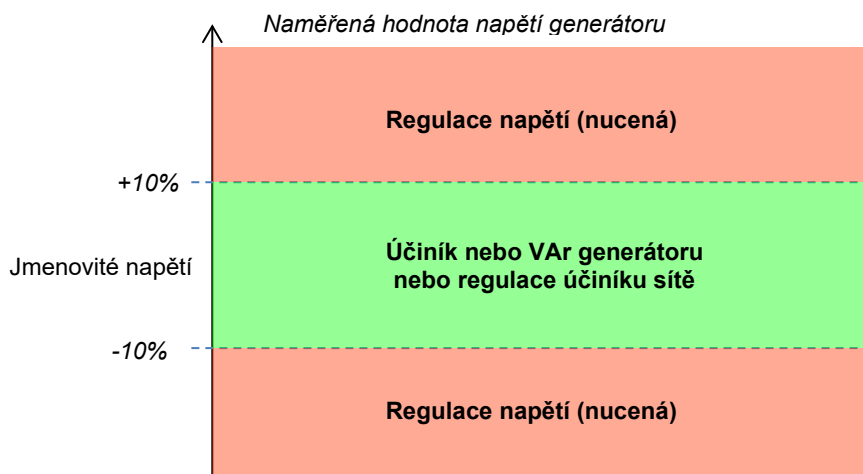 Naměřená hodnota napětí generátoru
Regulace napětí (nucená)
+10%
Jmenovité napětí
Účiník nebo VAr generátoru
nebo regulace účiníku sítě
-10%
Regulace napětí (nucená)